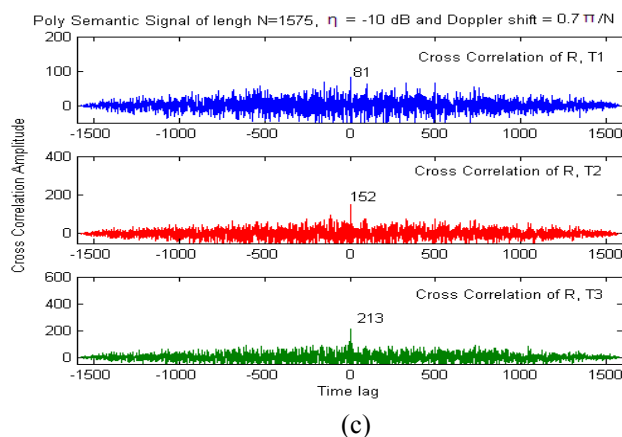 Poly Semantic Signal of lengh N=1575, η = -10 dB and Doppler shift = 0.7 π/N
200
100
0
Cross Correlation of R, T1
81
-1500 -1000 -500 0 500 1000 1500
400
200
0
Cross Correlation of R, T2
152
-1500 -1000 -500 0 500 1000 1500
Cross Correlation Amplitude
600
400
200
0
Cross Correlation of R, T3
213
-1500 -1000 -500 0 500 1000 1500
Time lag
(c)